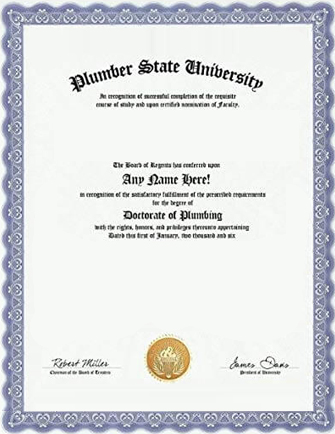 Plumber State University
In recognition of successful completion of the requisite
course of study and upon certified nomination of Faculty,
The Board of Regents has conferred upon
Any Name Here!
in recognition of the satisfactory fulfillment of the prescribed requirements
for the degree of
Doctorate of Plumbing
with the rights, honors, and privileges thereunto appertaining
Dated this first of January, two thousand and six
Robert Miller
James Daws
Chairman of the Board of Trustees
President of University